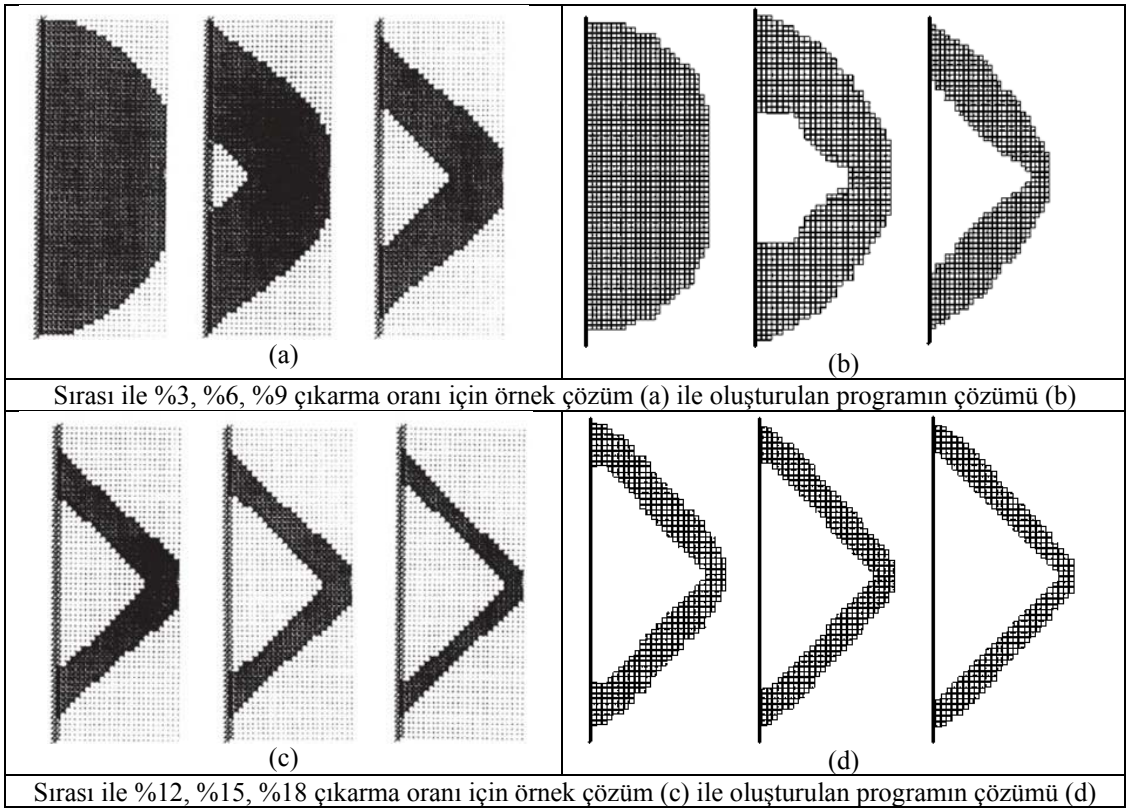 (a)
(b)
Sırası ile %3, %6, %9 çıkarma oranı için örnek çözüm (a) ile oluşturulan programın çözümü (b)
(c)
(d)
Sırası ile %12, %15, %18 çıkarma oranı için örnek çözüm (c) ile oluşturulan programın çözümü (d)